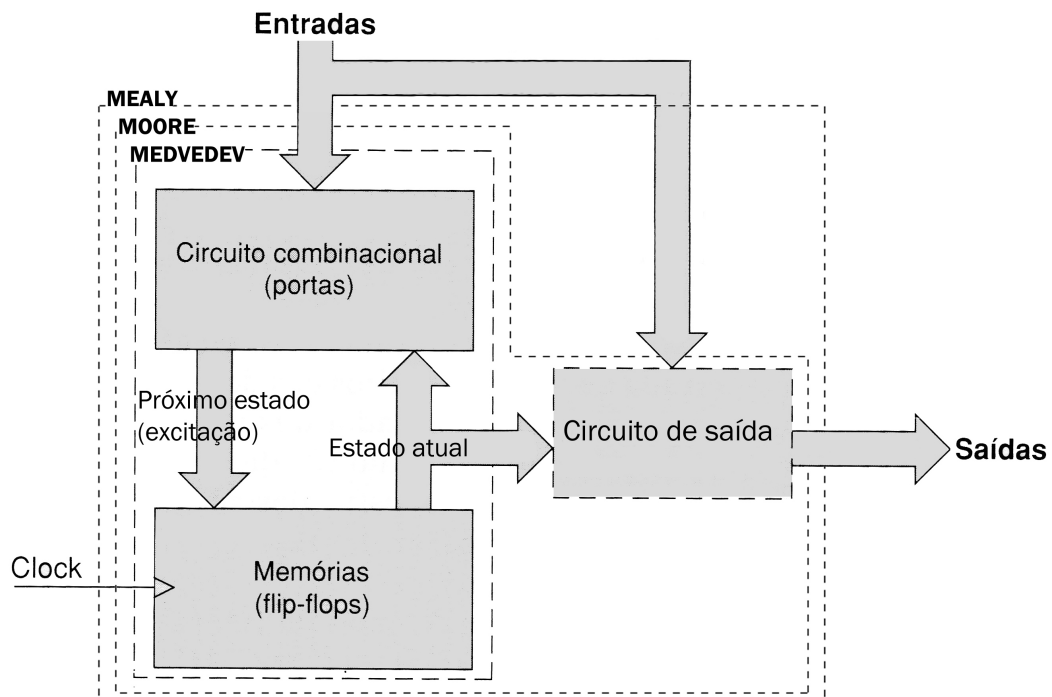 Entradas
MEALY
MOORE
MEDVEDEV
Circuito combinacional
(portas)
Próximo estado
(excitação)
Estado atual
Circuito de saída
Saídas
Clock
Memórias
(flip-flops)